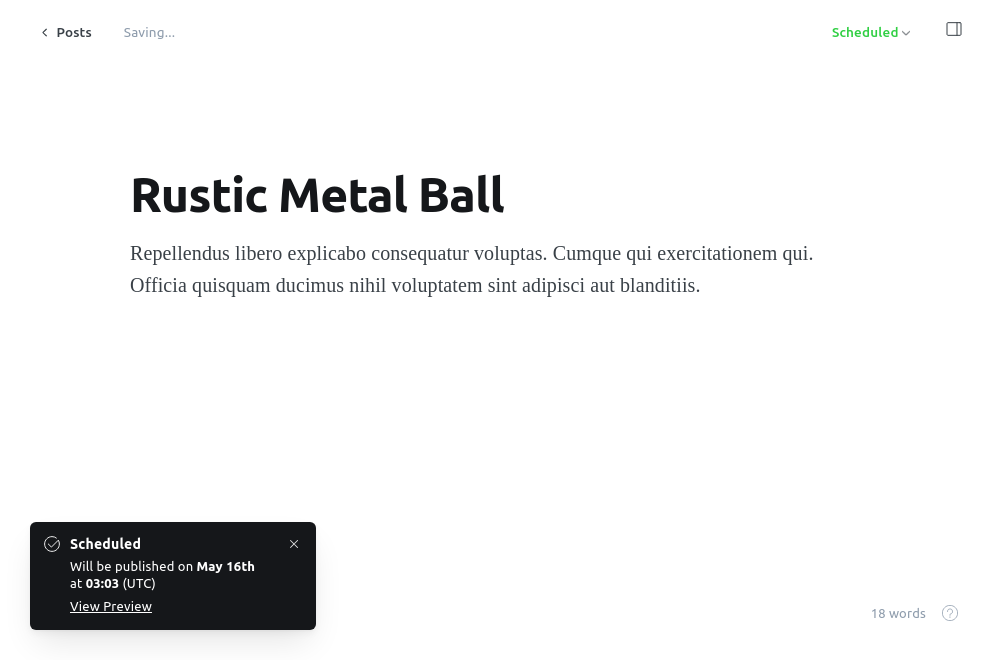 Posts
Saving...
Scheduled
Rustic Metal Ball
Repellendus libero explicabo consequatur voluptas. Cumque qui exercitationem qui.
Officia quisquam ducimus nihil voluptatem sint adipisci aut blanditiis.
Scheduled
Will be published on May 16th
at 03:03 (UTC)
View Preview
18 words
?